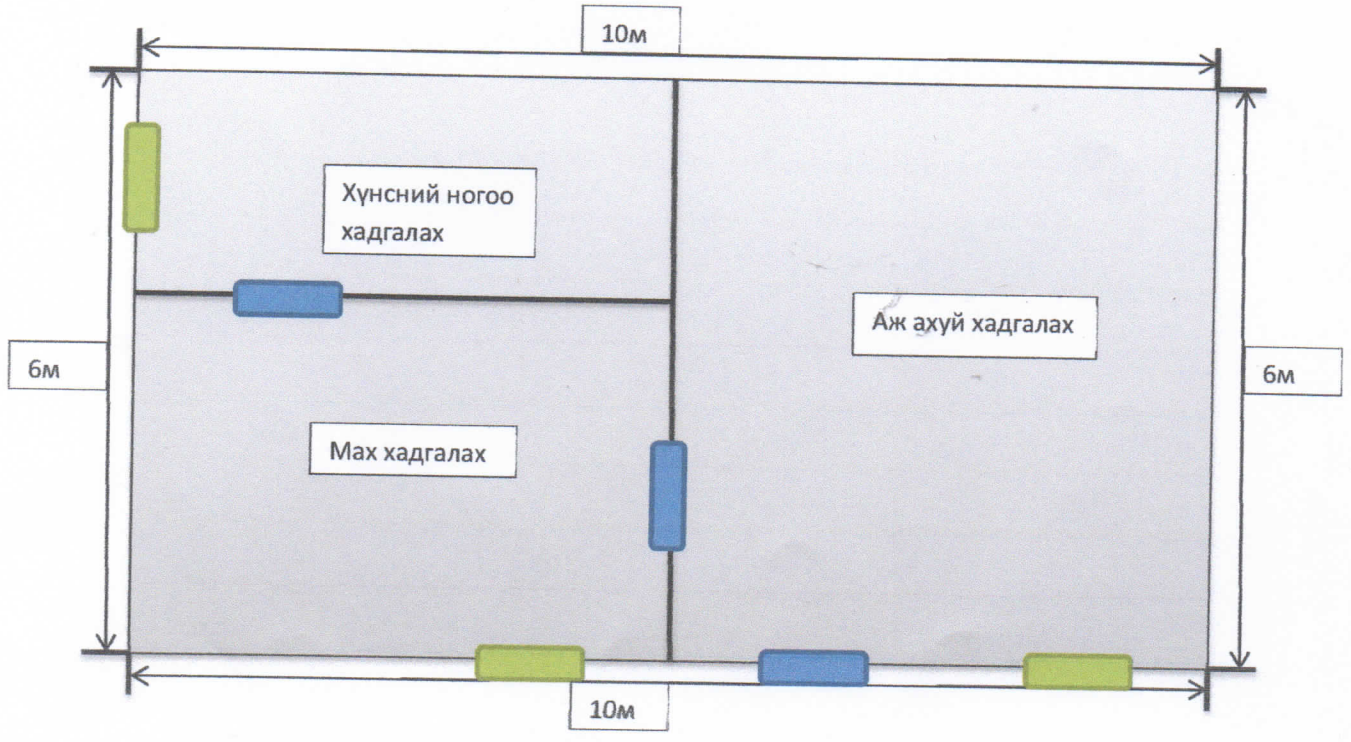 10м
Хүнсний ногоо
хадгалах
Аж ахуй хадгалах
6м
6м
Мах хадгалах
10м